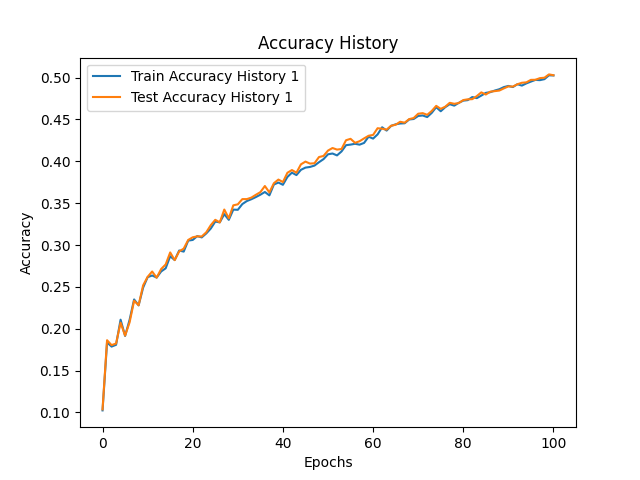 Accuracy History
Train Accuracy History 1
Test Accuracy History 1
0.50
0.45
0.40
0.35
0.30
0.25
0.20
0.15
0.10
Accuracy
0 20 40 60 80 100
Epochs